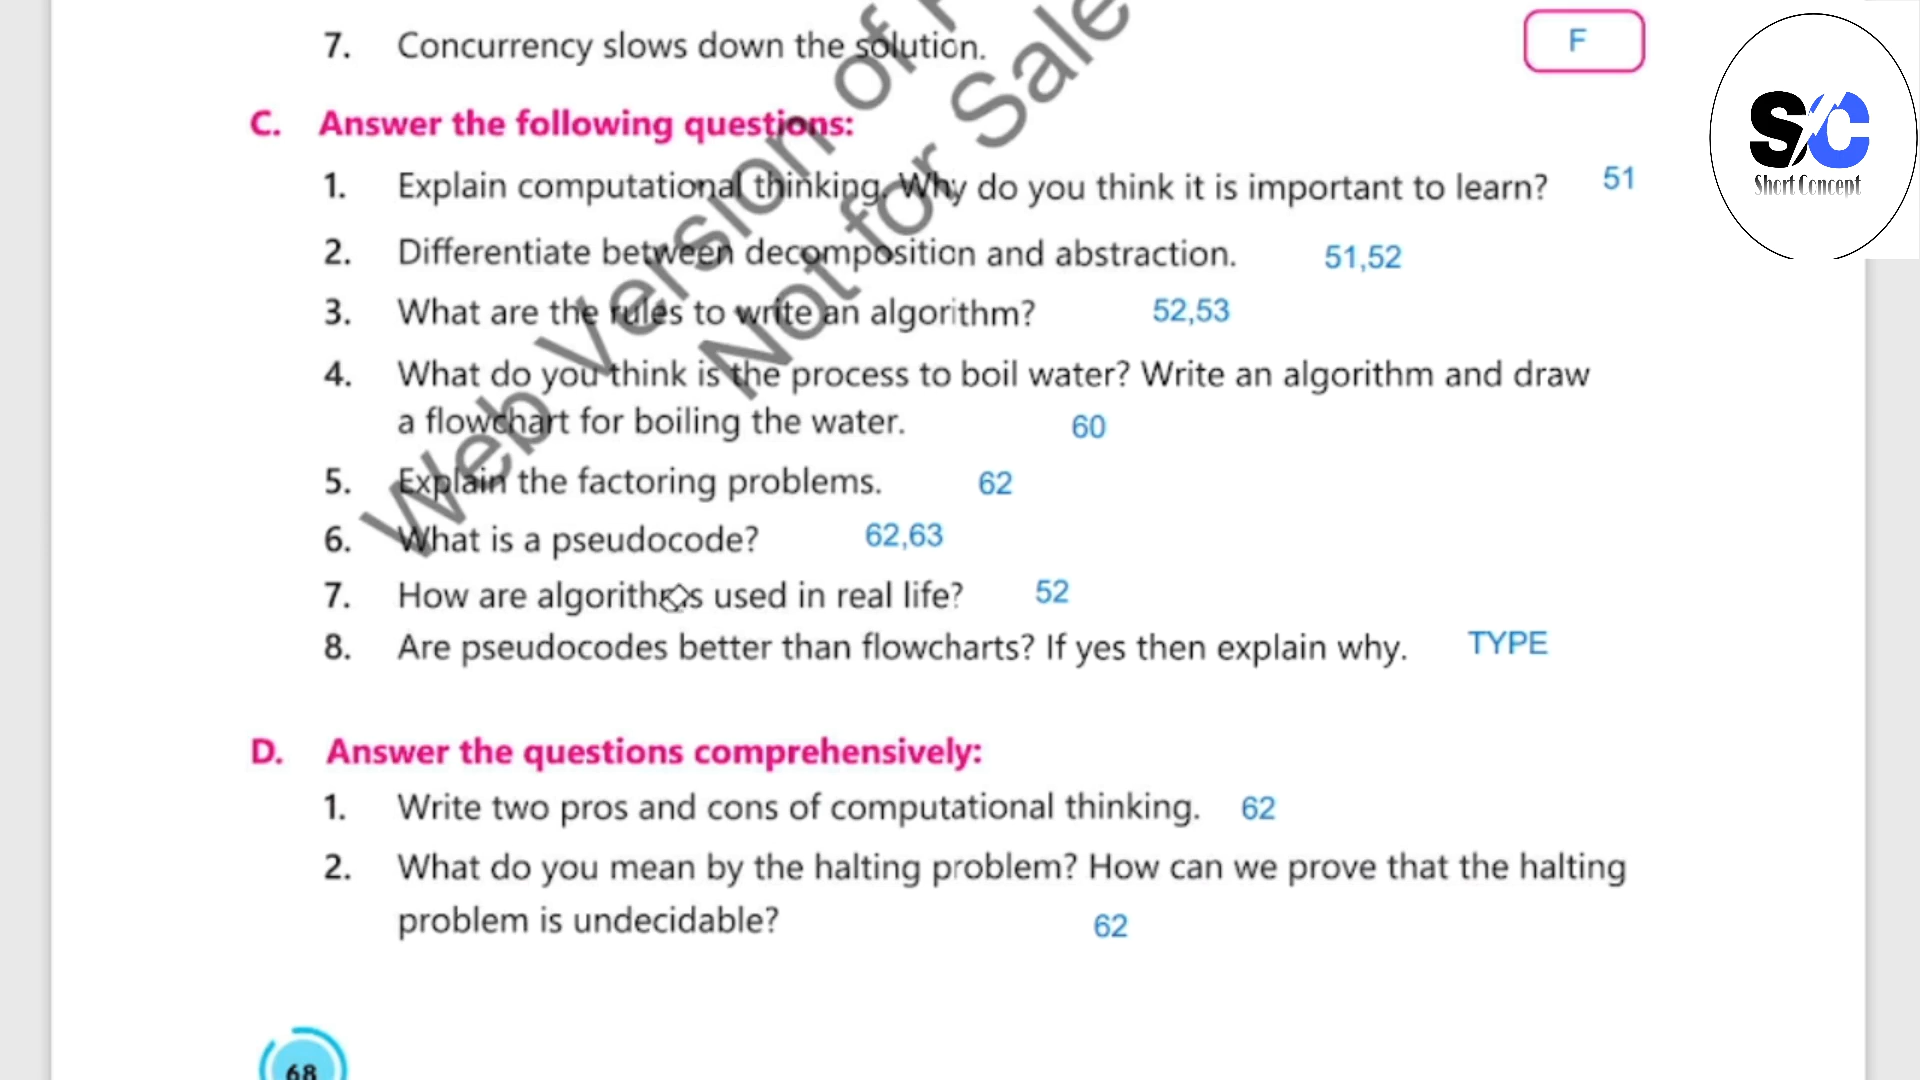 7. Concurrency slows down the solution. F
SC
Short Concept
C. Answer the following questions:
1. Explain computational thinking. Why do you think it is important to learn? 51
2. Differentiate between decomposition and abstraction. 51,52
3. What are the rules to write an algorithm? 52,53
4. What do you think is the process to boil water? Write an algorithm and draw
a flowchart for boiling the water. 60
5. Explain the factoring problems. 62
6. What is a pseudocode? 62,63
7. How are algorithms used in real life? 52
8. Are pseudocodes better than flowcharts? If yes then explain why. TYPE
D. Answer the questions comprehensively:
1. Write two pros and cons of computational thinking. 62
2. What do you mean by the halting problem? How can we prove that the halting
problem is undecidable? 62
68
Web Version of
Not for Sale